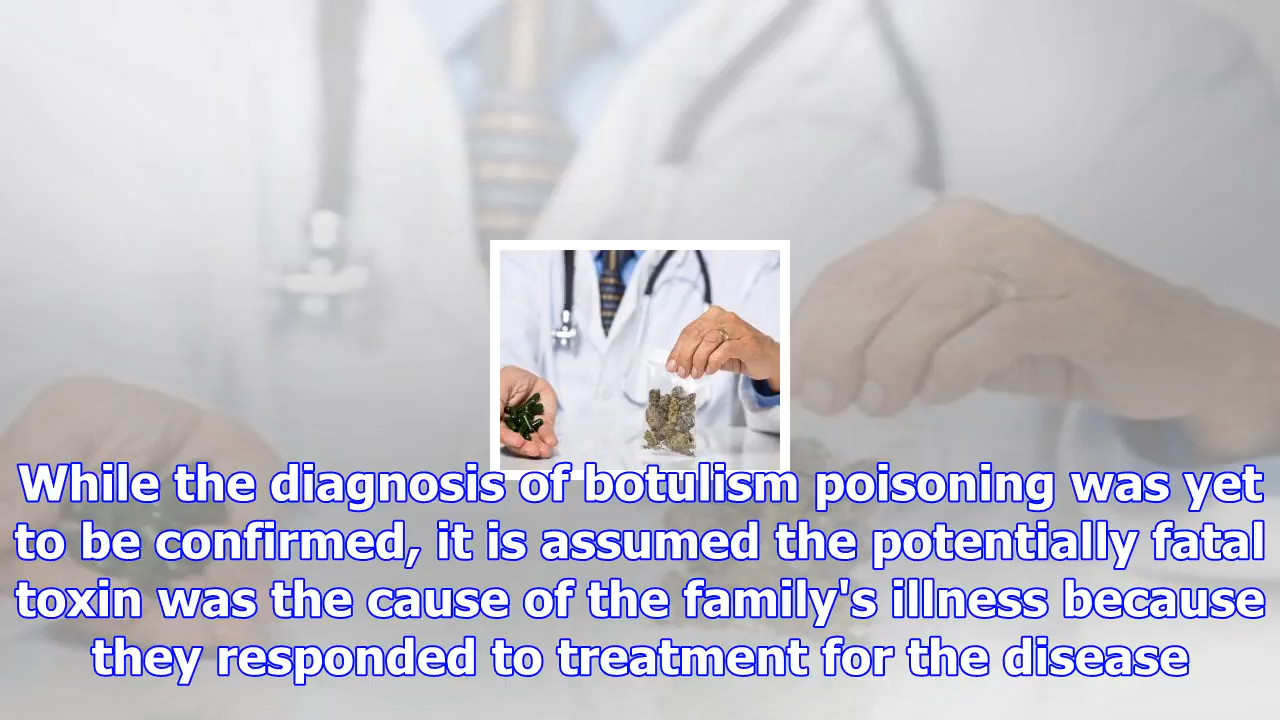 While the diagnosis of botulism poisoning was yet
to be confirmed, it is assumed the potentially fatal
toxin was the cause of the family's illness because
they responded to treatment for the disease